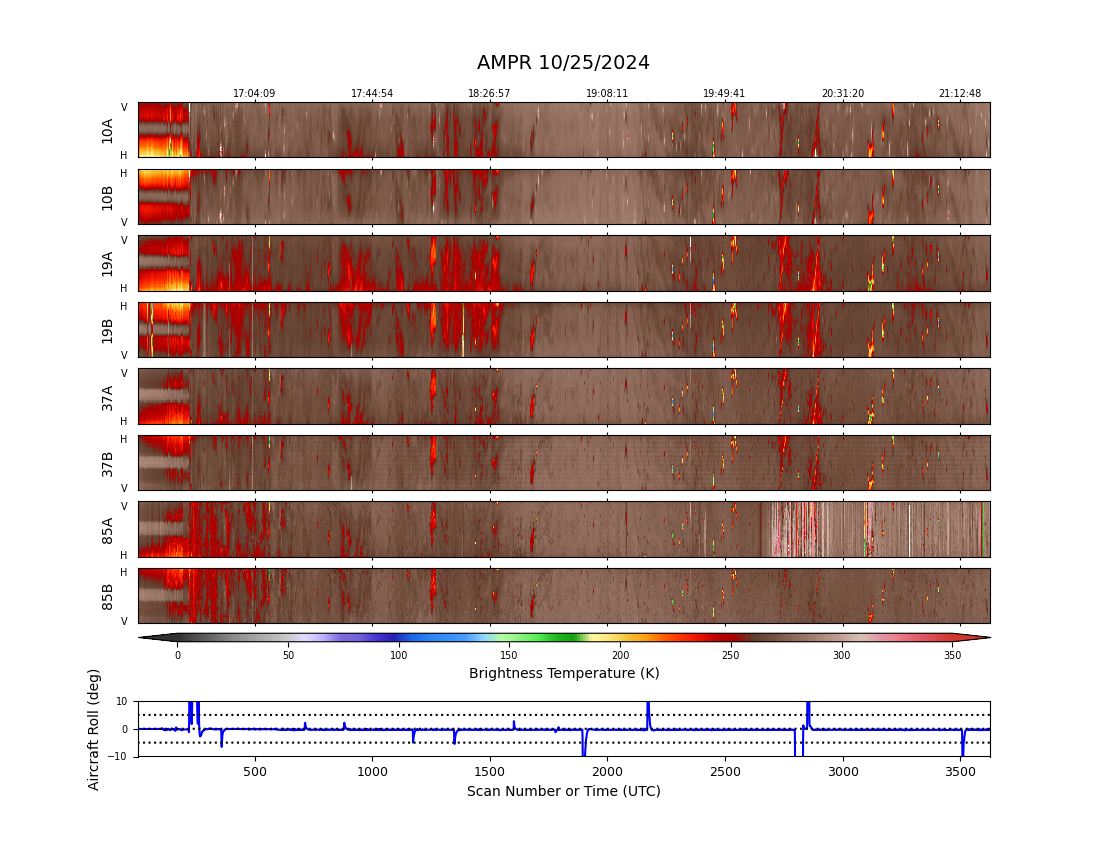 AMPR 10/25/2024
17:04:09 17:44:54 18:26:57 19:08:11 19:49:41 20:31:20 21:12:48
V
10A
H
H
10B
V
V
19A
H
H
19B
V
V
37A
H
H
37B
V
V
85A
H
H
85B
V
0 50 100 150 200 250 300 350
Brightness Temperature (K)
Aircraft Roll (deg)
10
0
−10
500 1000 1500 2000 2500 3000 3500
Scan Number or Time (UTC)